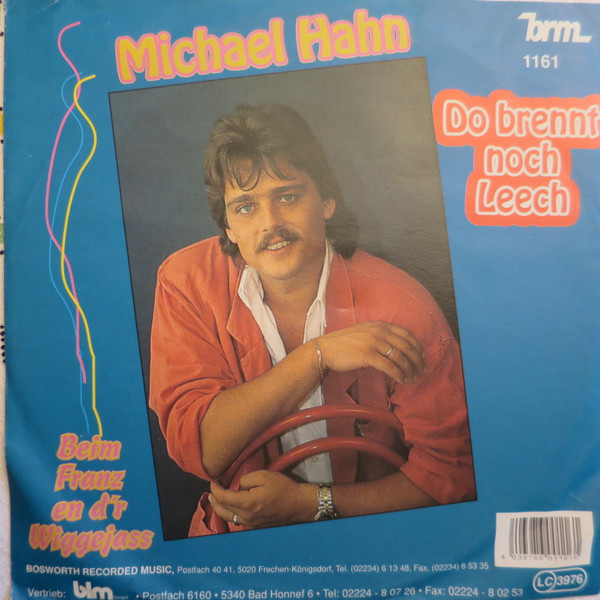 Michael Hahn
brm
1161
Do brennt
noch
Leech
Beim
Franz
en d'r
Wiggejass
BOSWORTH RECORDED MUSIC, Postfach 40 41, 5020 Frechen-Königsdorf, Tel. (02234) 6 13 48, Fax. (02234) 6 53 35
LC 3976
Vertrieb: blm • Postfach 6160 • 5340 Bad Honnef 6 • Tel. 02224 - 8 07 26 • Fax: 02224 - 8 02 53